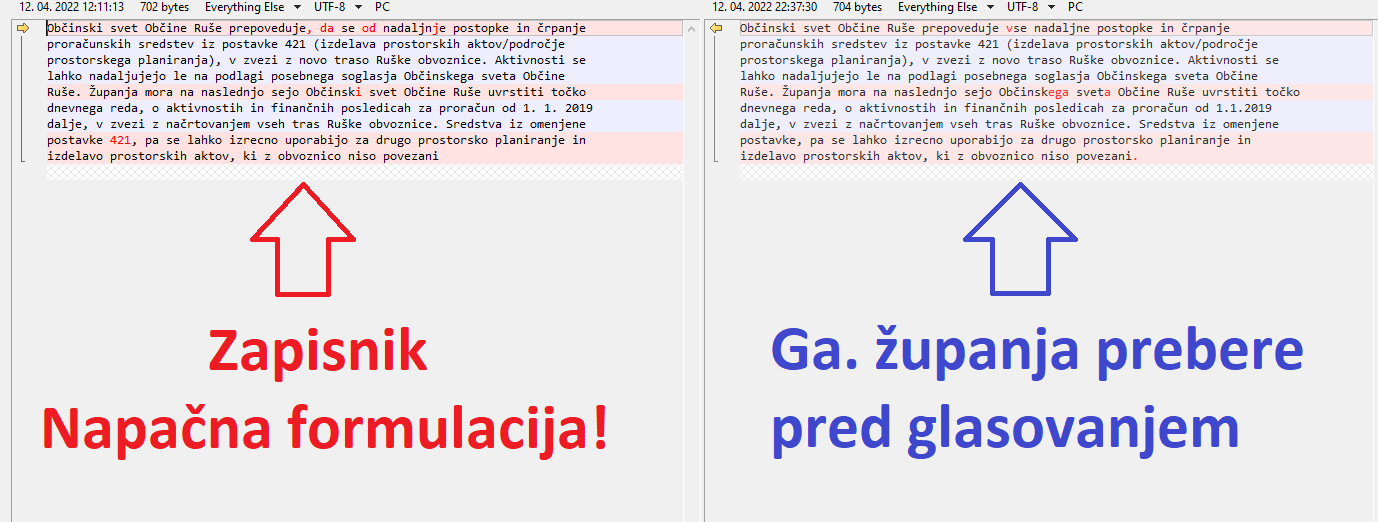 12. 04. 2022 12:11:13 702 bytes Everything Else UTF-8 PC
Občinski svet Občine Ruše prepoveduje, da se od nadaljnje postopke in črpanje
proračunskih sredstev iz postavke 421 (izdelava prostorskih aktov/področje
prostorskega planiranja), v zvezi z novo traso Ruške obvoznice. Aktivnosti se
lahko nadaljujejo le na podlagi posebnega soglasja Občinskega sveta Občine
Ruše. Županja mora na naslednjo sejo Občinski svet Občine Ruše uvrstiti točko
dnevnega reda, o aktivnostih in finančnih posledicah za proračun od 1. 1. 2019
dalje, v zvezi z načrtovanjem vseh tras Ruške obvoznice. Sredstva iz omenjene
postavke 421, pa se lahko izrecno uporabijo za drugo prostorsko planiranje in
izdelavo prostorskih aktov, ki z obvoznico niso povezani
Zapisnik
Napačna formulacija!
12. 04. 2022 22:37:30 704 bytes Everything Else UTF-8 PC
Občinski svet Občine Ruše prepoveduje vse nadaljne postopke in črpanje
proračunskih sredstev iz postavke 421 (izdelava prostorskih aktov/področje
prostorskega planiranja), v zvezi z novo traso Ruške obvoznice. Aktivnosti se
lahko nadaljujejo le na podlagi posebnega soglasja Občinskega sveta Občine
Ruše. Županja mora na naslednjo sejo Občinskega sveta Občine Ruše uvrstiti točko
dnevnega reda, o aktivnostih in finančnih posledicah za proračun od 1.1.2019
dalje, v zvezi z načrtovanjem vseh tras Ruške obvoznice. Sredstva iz omenjene
postavke, pa se lahko izrecno uporabijo za drugo prostorsko planiranje in
izdelavo prostorskih aktov, ki z obvoznico niso povezani.
Ga. županja prebere
pred glasovanjem